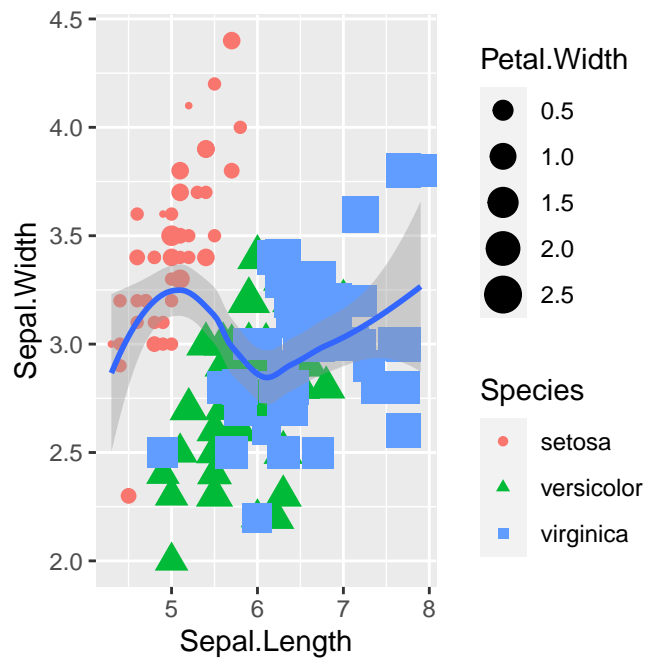 4.5
4.0
3.5
3.0
2.5
2.0
Sepal.Width
5 6 7 8
Sepal.Length
Petal.Width
0.5
1.0
1.5
2.0
2.5
Species
setosa
versicolor
virginica